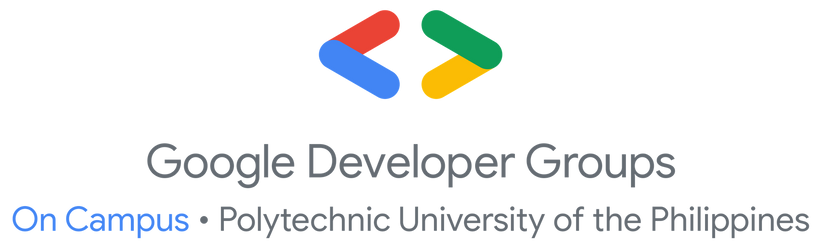 Google Developer Groups
On Campus • Polytechnic University of the Philippines